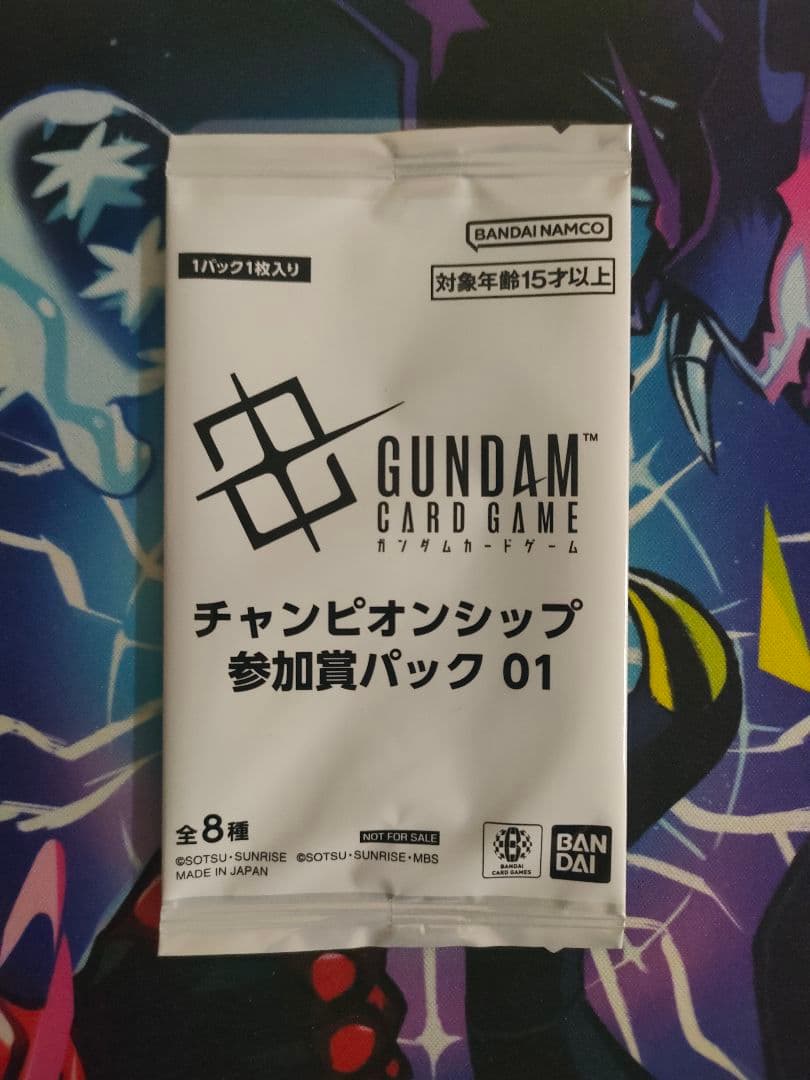 BANDAI NAMCO
1パック1枚入り
対象年齢15才以上
GUNDAM™
CARD GAME
ガンダムカードゲーム
チャンピオンシップ
参加賞パック 01
全8種
NOT FOR SALE
©SOTSU・SUNRISE ©SOTSU・SUNRISE・MBS
MADE IN JAPAN
BANDAI
CARD GAMES
BAN
DAI